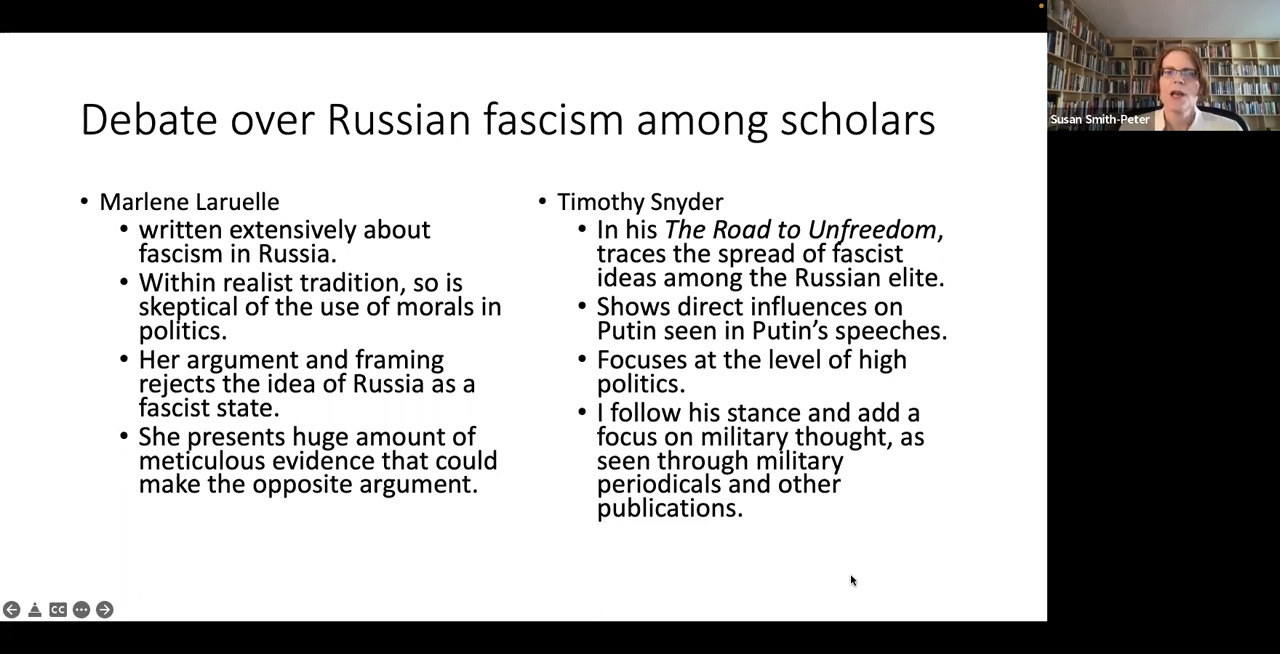 Debate over Russian fascism among scholars
• Marlene Laruelle
• written extensively about
fascism in Russia.
• Within realist tradition, so is
skeptical of the use of morals in
politics.
• Her argument and framing
rejects the idea of Russia as a
fascist state.
• She presents huge amount of
meticulous evidence that could
make the opposite argument.
• Timothy Snyder
• In his The Road to Unfreedom,
traces the spread of fascist
ideas among the Russian elite.
• Shows direct influences on
Putin seen in Putin’s speeches.
• Focuses at the level of high
politics.
• I follow his stance and add a
focus on military thought, as
seen through military
periodicals and other
publications.
Susan Smith-Peter
CC